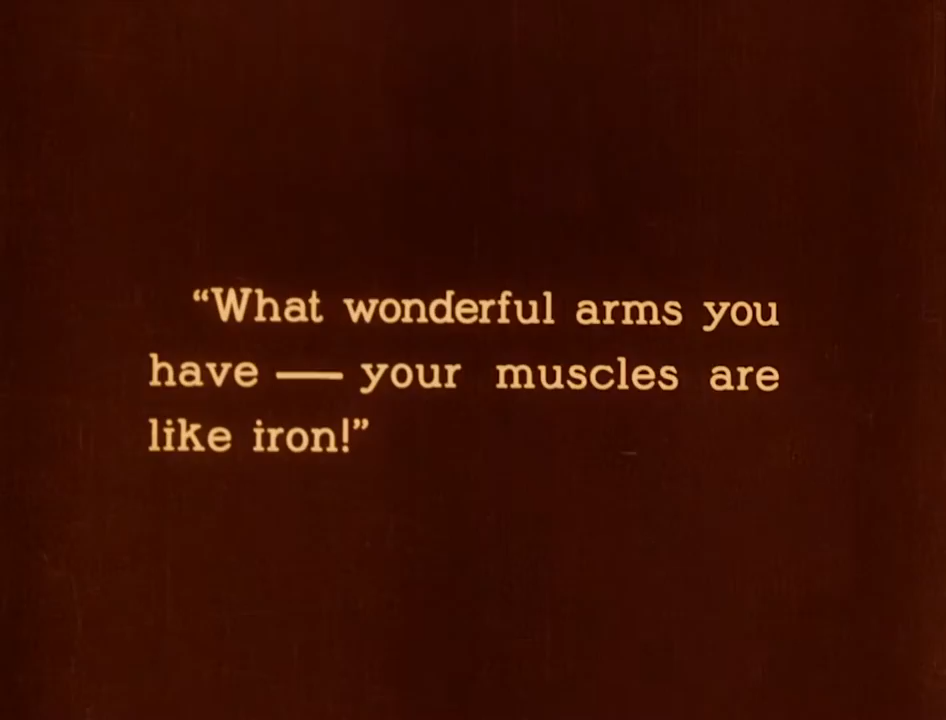 “What wonderful arms you
have — your muscles are
like iron!”